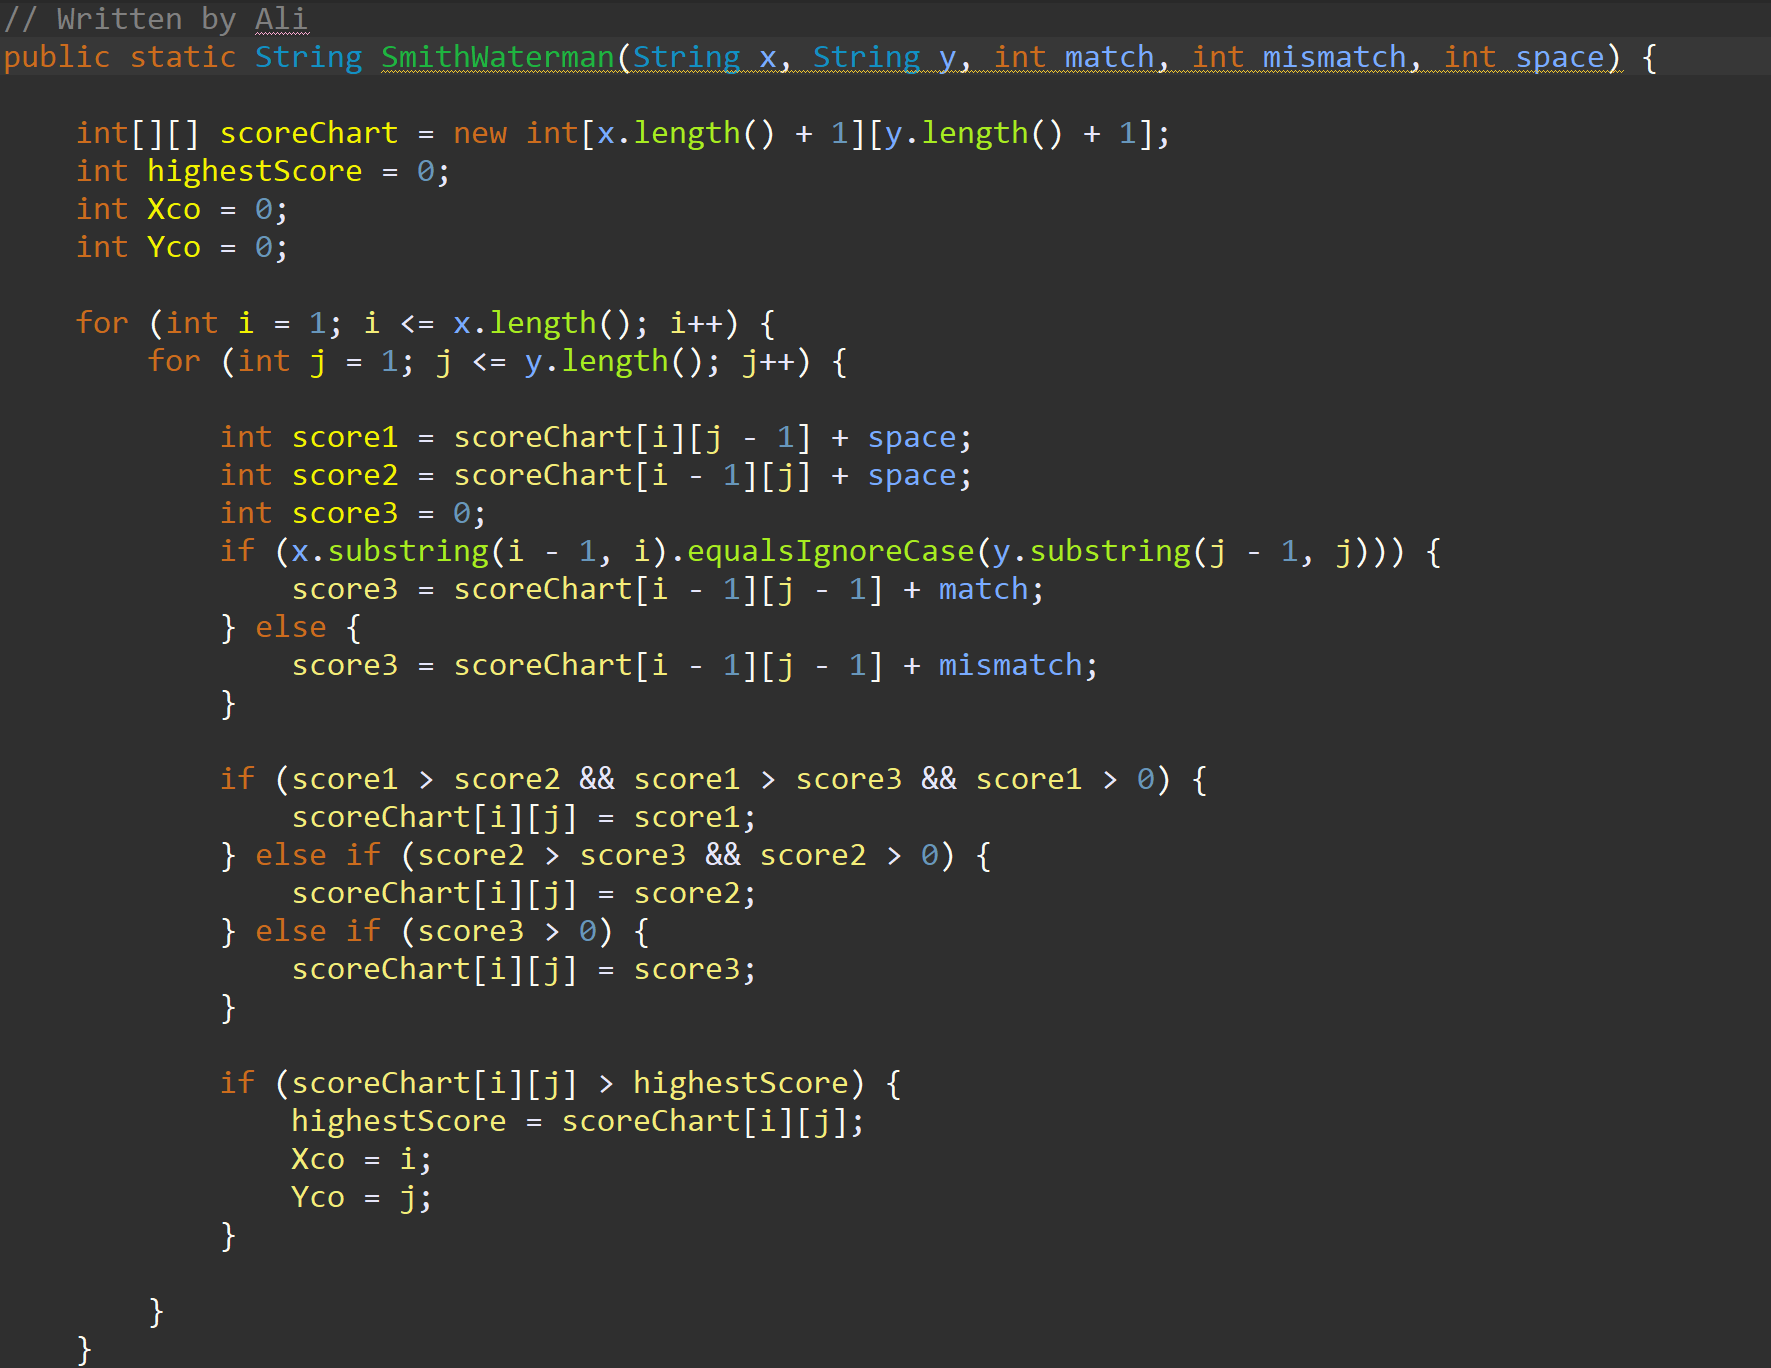 // Written by Ali
public static String SmithWaterman(String x, String y, int match, int mismatch, int space) {
int[][] scoreChart = new int[x.length() + 1][y.length() + 1];
int highestScore = 0;
int Xco = 0;
int Yco = 0;
for (int i = 1; i <= x.length(); i++) {
for (int j = 1; j <= y.length(); j++) {
int score1 = scoreChart[i][j - 1] + space;
int score2 = scoreChart[i - 1][j] + space;
int score3 = 0;
if (x.substring(i - 1, i).equalsIgnoreCase(y.substring(j - 1, j))) {
score3 = scoreChart[i - 1][j - 1] + match;
} else {
score3 = scoreChart[i - 1][j - 1] + mismatch;
}
if (score1 > score2 && score1 > score3 && score1 > 0) {
scoreChart[i][j] = score1;
} else if (score2 > score3 && score2 > 0) {
scoreChart[i][j] = score2;
} else if (score3 > 0) {
scoreChart[i][j] = score3;
}
if (scoreChart[i][j] > highestScore) {
highestScore = scoreChart[i][j];
Xco = i;
Yco = j;
}
}
}